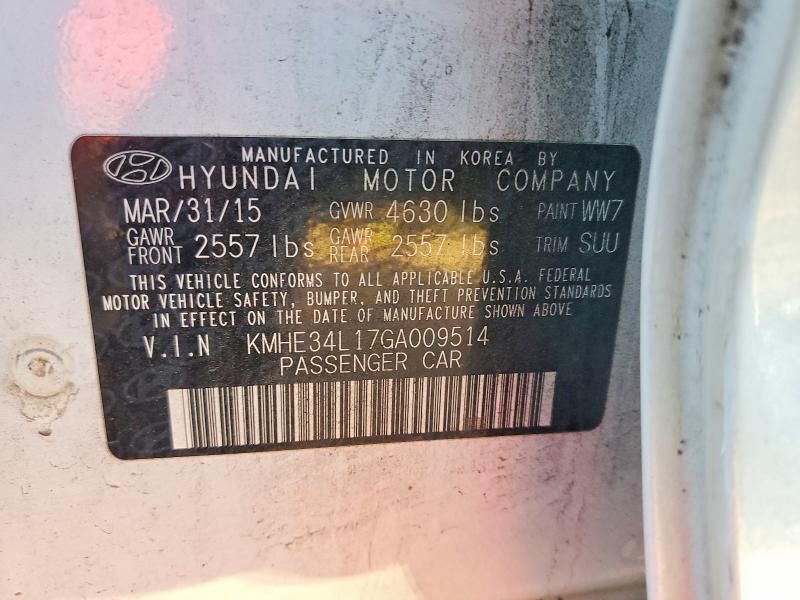 MANUFACTURED IN KOREA BY
HYUNDAI MOTOR COMPANY
MAR/31/15 GVWR 4630 lbs PAINT WW7
GAWR FRONT 2557 lbs GAWR REAR 2557 lbs TRIM SUU
THIS VEHICLE CONFORMS TO ALL APPLICABLE U.S.A. FEDERAL
MOTOR VEHICLE SAFETY, BUMPER, AND THEFT PREVENTION STANDARDS
IN EFFECT ON THE DATE OF MANUFACTURE SHOWN ABOVE
V.I.N KMHE34L17GA009514
PASSENGER CAR